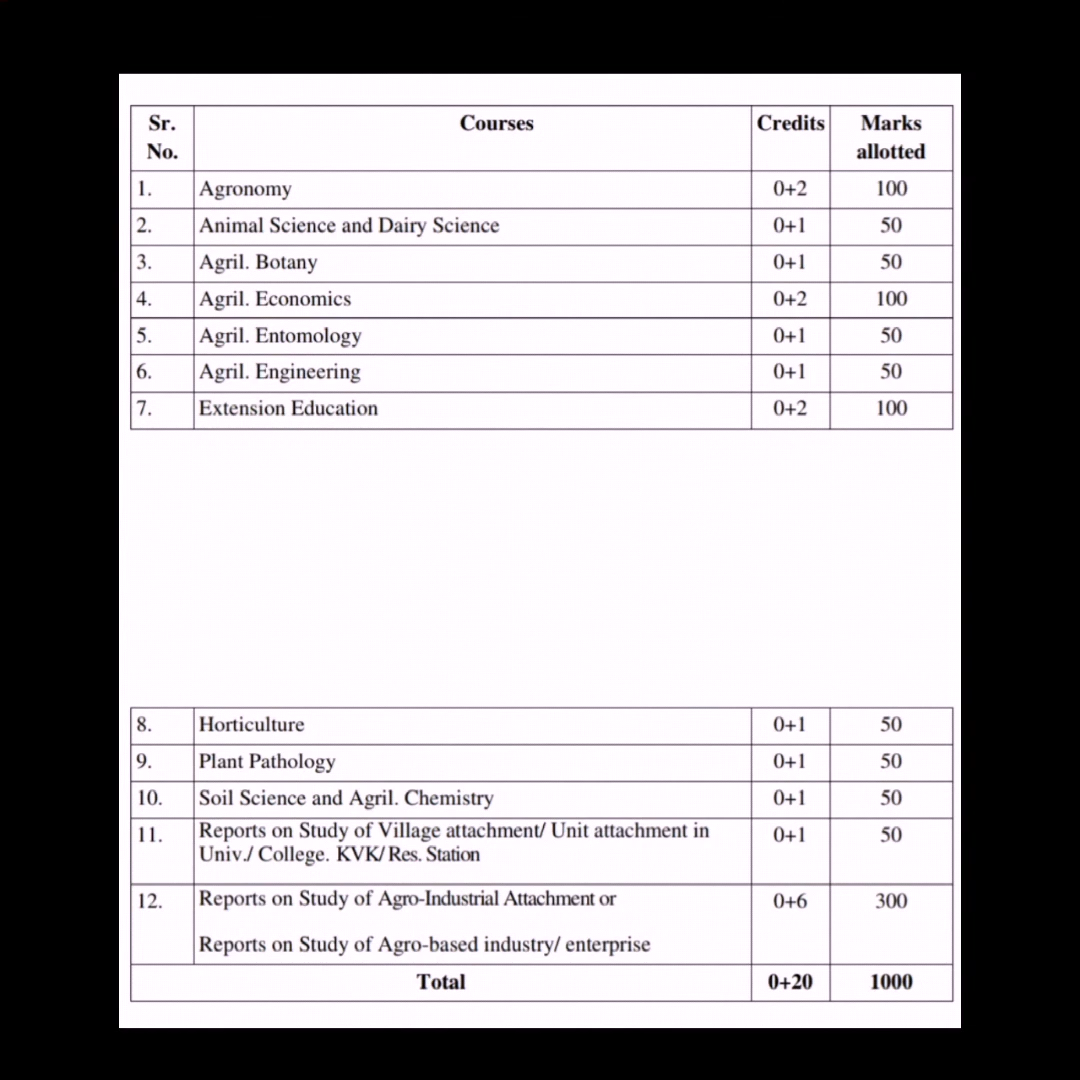 Sr. No. Courses Credits Marks allotted
1. Agronomy 0+2 100
2. Animal Science and Dairy Science 0+1 50
3. Agril. Botany 0+1 50
4. Agril. Economics 0+2 100
5. Agril. Entomology 0+1 50
6. Agril. Engineering 0+1 50
7. Extension Education 0+2 100
8. Horticulture 0+1 50
9. Plant Pathology 0+1 50
10. Soil Science and Agril. Chemistry 0+1 50
11. Reports on Study of Village attachment/ Unit attachment in 0+1 50
Univ./ College. KVK/ Res. Station
12. Reports on Study of Agro-Industrial Attachment or 0+6 300
Reports on Study of Agro-based industry/ enterprise
Total 0+20 1000